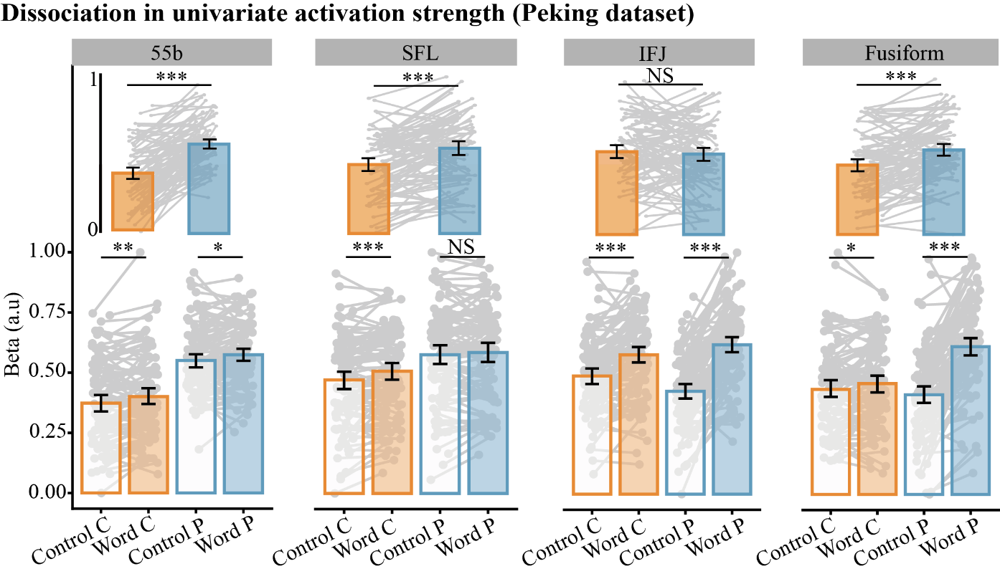 Dissociation in univariate activation strength (Peking dataset)
55b SFL IFJ Fusiform
1 *** *** NS ***
0
** * *** NS *** *** * ***
1.00
0.75
0.50
0.25
0.00
Beta (a.u)
Control C Word C Control P Word P Control C Word C Control P Word P Control C Word C Control P Word P Control C Word C Control P Word P